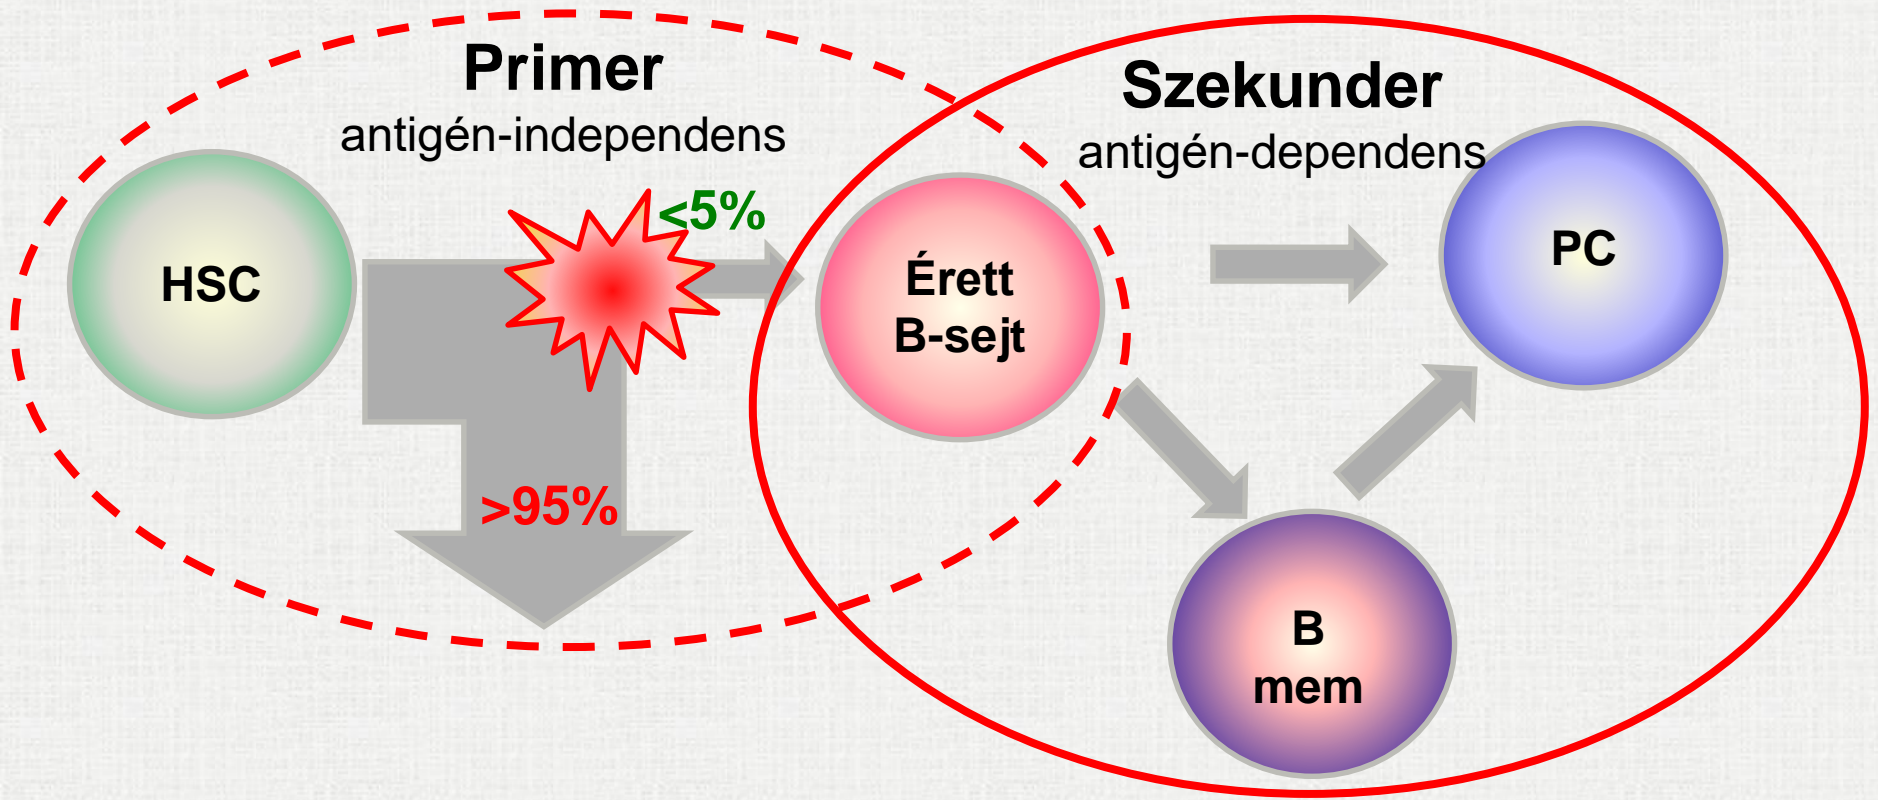 Primer
antigén-independens
HSC
<5%
>95%
Szekunder
antigén-dependens
Érett
B-sejt
PC
B
mem